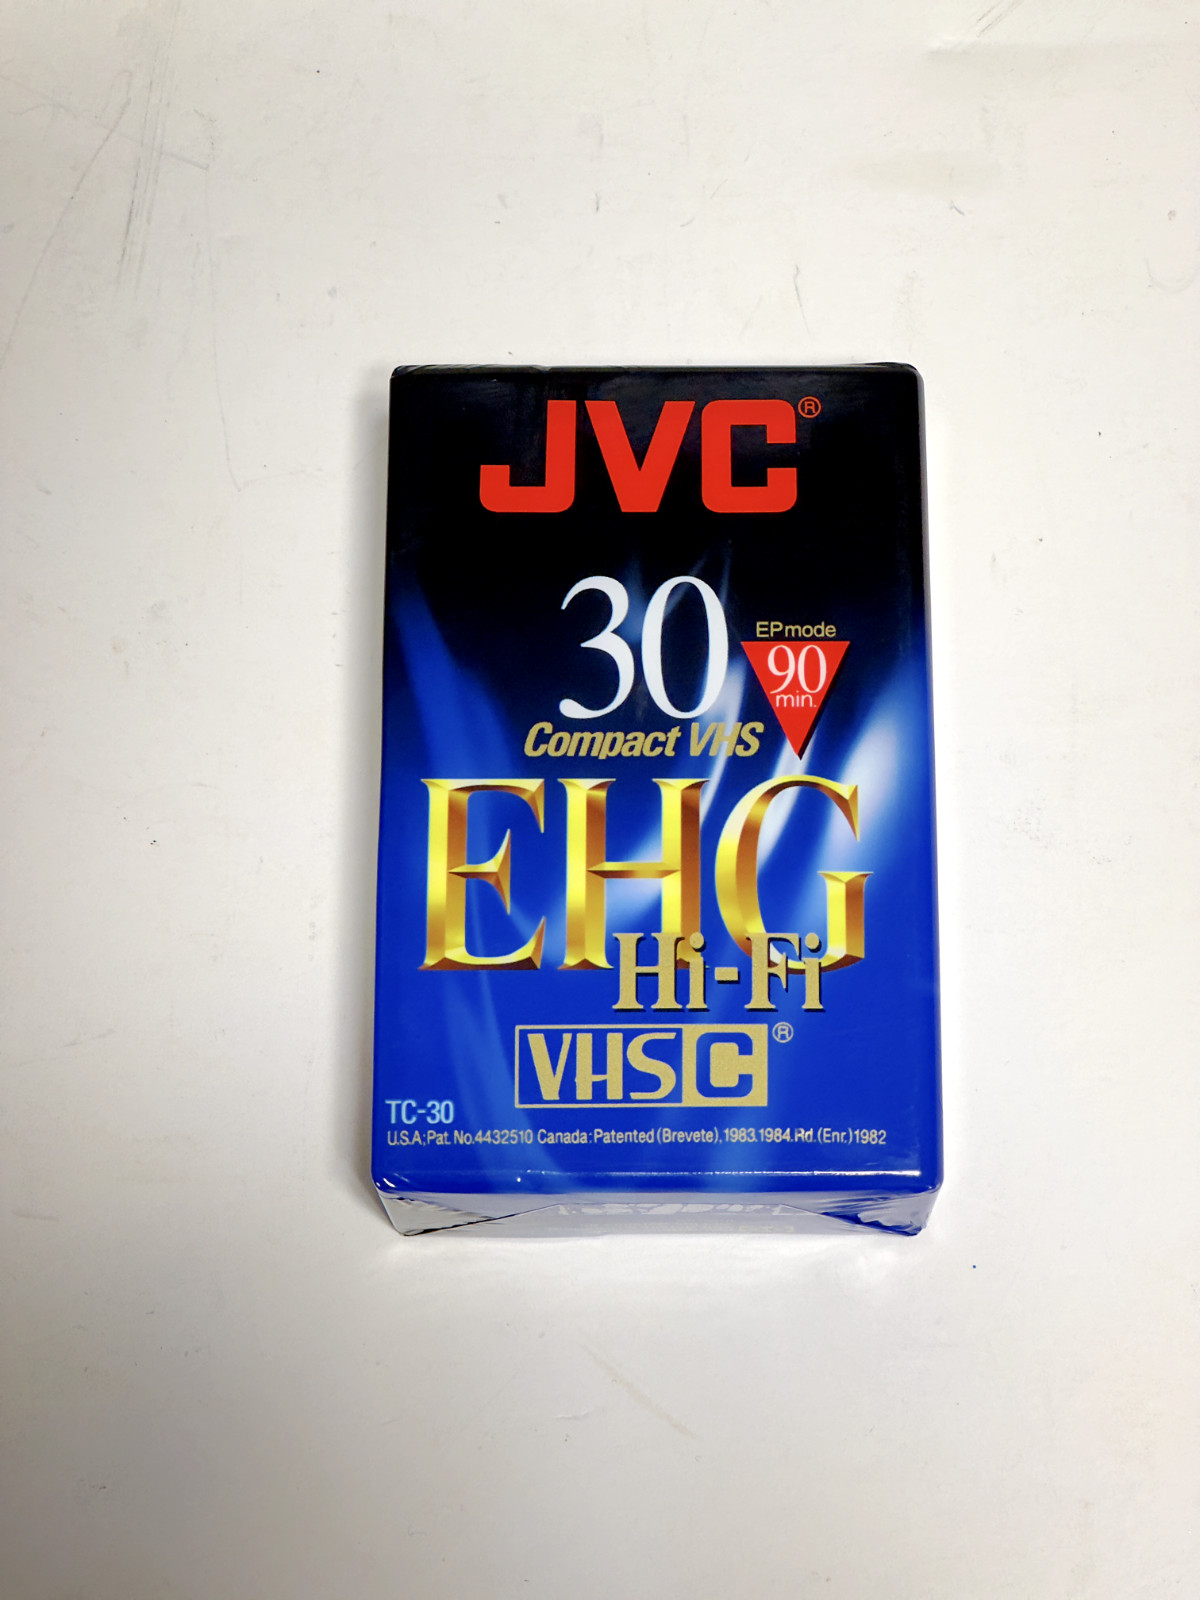 JVC®
30
EP mode
90
min.
Compact VHS
EHG
Hi-Fi
VHS C®
TC-30
U.S.A; Pat. No.4432510 Canada: Patented (Brevete), 1983.1984. Rd. (Enr.) 1982